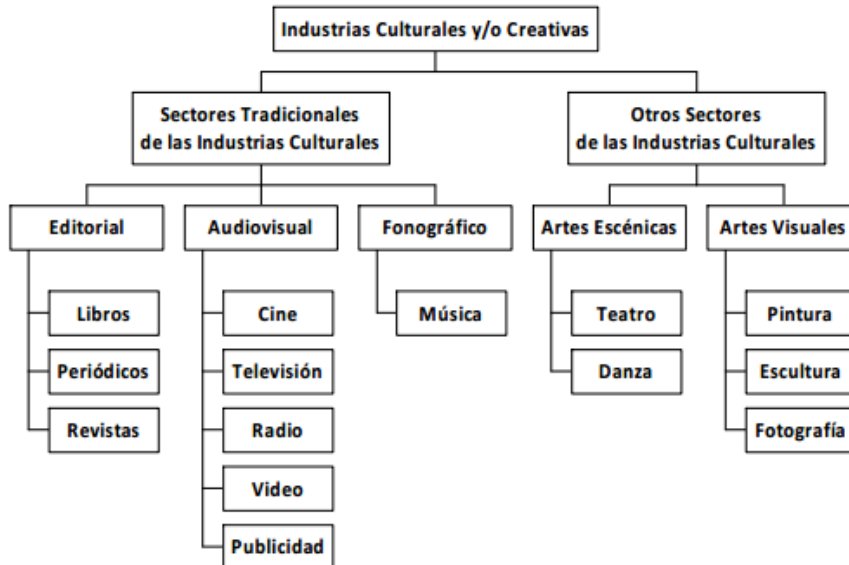 Industrias Culturales y/o Creativas
Sectores Tradicionales
de las Industrias Culturales
Otros Sectores
de las Industrias Culturales
Editorial
Audiovisual
Fonográfico
Artes Escénicas
Artes Visuales
Libros
Cine
Música
Teatro
Pintura
Periódicos
Televisión
Danza
Escultura
Revistas
Radio
Fotografía
Video
Publicidad